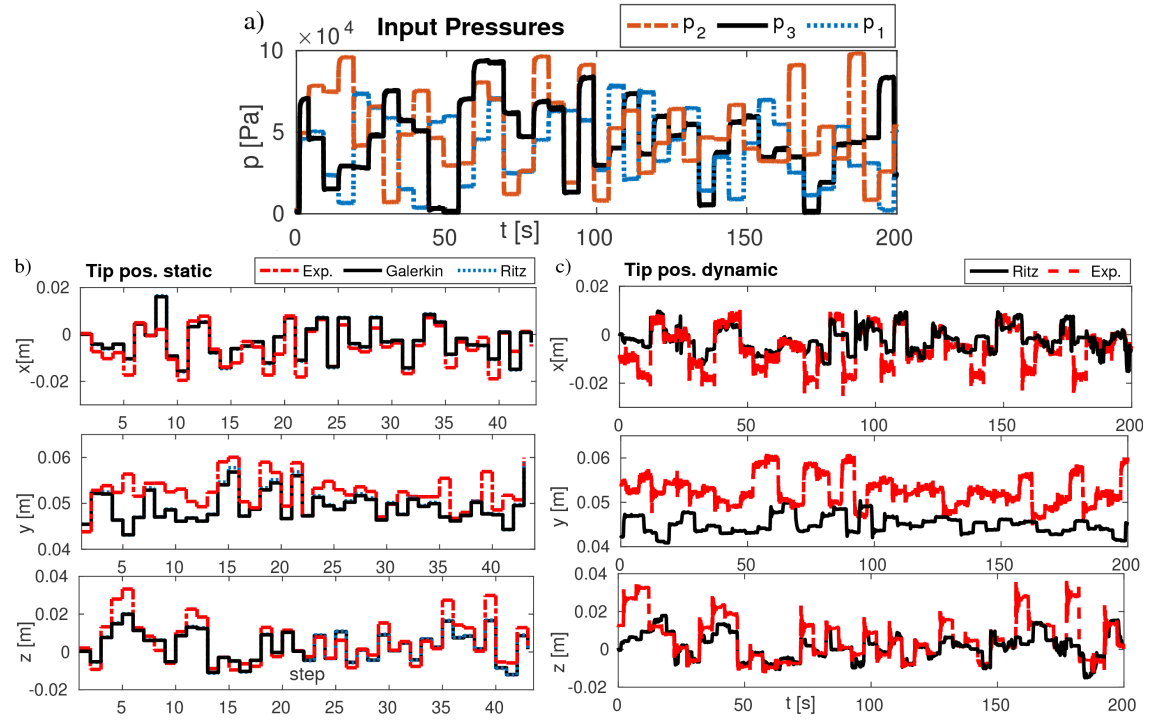 a) Input Pressures p2 p3 p1
× 10^4
10
5
0
p [Pa]
0 50 100 150 200
t [s]
b) Tip pos. static Exp. Galerkin Ritz
0.02
0
-0.02
x[m]
5 10 15 20 25 30 35 40
0.06
0.05
0.04
y [m]
5 10 15 20 25 30 35 40
0.04
0.02
0
-0.02
z [m]
step
5 10 15 20 25 30 35 40
c) Tip pos. dynamic Ritz Exp.
0.02
0
-0.02
x[m]
0 50 100 150 200
0.06
0.05
0.04
y [m]
0 50 100 150 200
0.04
0.02
0
-0.02
z [m]
0 50 100 150 200
t [s]